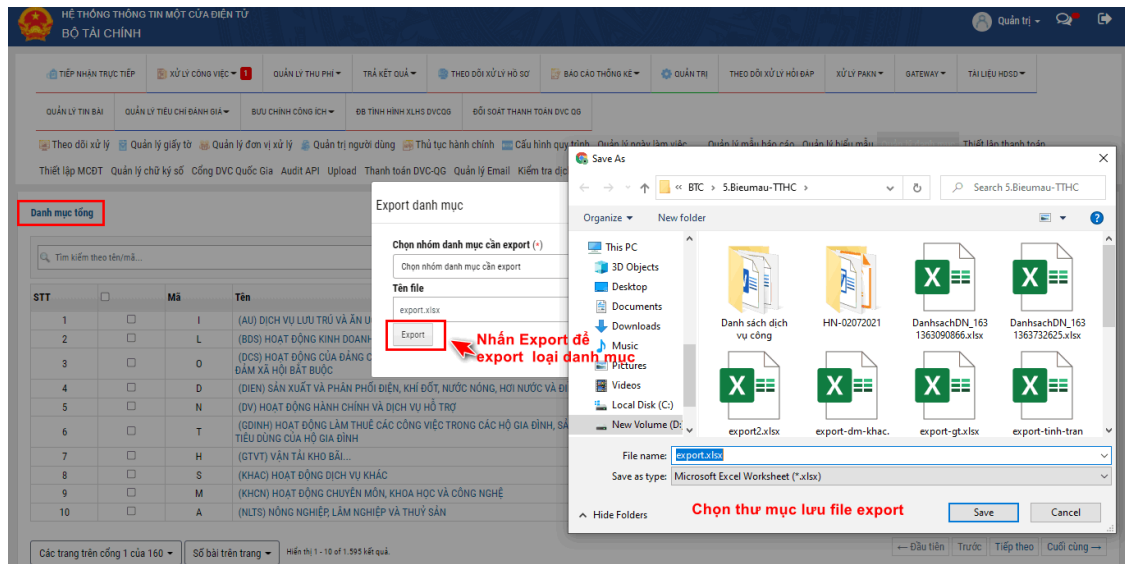 HỆ THỐNG THÔNG TIN MỘT CỬA ĐIỆN TỬ
BỘ TÀI CHÍNH
Quản trị
TIẾP NHẬN TRỰC TIẾP XỬ LÝ CÔNG VIỆC 1 QUẢN LÝ THU PHÍ TRẢ KẾT QUẢ THEO DÕI XỬ LÝ HỒ SƠ BÁO CÁO THỐNG KÊ QUẢN TRỊ THEO DÕI XỬ LÝ HỎI ĐÁP XỬ LÝ PAKN GATEWAY TÀI LIỆU HDSD
QUẢN LÝ TIN BÀI QUẢN LÝ TIÊU CHÍ ĐÁNH GIÁ BƯU CHÍNH CÔNG ÍCH ĐB TÌNH HÌNH XLHS DVCQG ĐỐI SOÁT THANH TOÁN DVC QG
Theo dõi xử lý Quản lý giấy tờ Quản lý đơn vị xử lý Quản trị người dùng Thủ tục hành chính Cấu hình quy trình Quản lý ngày làm việc Quản lý mẫu báo cáo Quản lý biểu mẫu Thiết lập thanh toán
Thiết lập MCĐT Quản lý chữ ký số Cổng DVC Quốc Gia Audit API Upload Thanh toán DVC-QG Quản lý Email Kiểm tra dịc
Danh mục tổng
Tìm kiếm theo tên/mã...
STT Mã Tên
1 I (AU) DỊCH VỤ LƯU TRÚ VÀ ĂN U
2 L (BDS) HOẠT ĐỘNG KINH DOANH
3 O (DCS) HOẠT ĐỘNG CỦA ĐẢNG C
ĐẢM XÃ HỘI BẮT BUỘC
4 D (DIEN) SẢN XUẤT VÀ PHÂN PHỐI ĐIỆN, KHÍ ĐỐT, NƯỚC NÓNG, HƠI NƯỚC VÀ ĐI
5 N (DV) HOẠT ĐỘNG HÀNH CHÍNH VÀ DỊCH VỤ HỖ TRỢ
6 T (GDINH) HOẠT ĐỘNG LÀM THUÊ CÁC CÔNG VIỆC TRONG CÁC HỘ GIA ĐÌNH, SẢ
TIÊU DÙNG CỦA HỘ GIA ĐÌNH
7 H (GTVT) VẬN TẢI KHO BÃI...
8 S (KHAC) HOẠT ĐỘNG DỊCH VỤ KHÁC
9 M (KHCN) HOẠT ĐỘNG CHUYÊN MÔN, KHOA HỌC VÀ CÔNG NGHỆ
10 A (NLTS) NÔNG NGHIỆP, LÂM NGHIỆP VÀ THUỶ SẢN
Các trang trên cổng 1 của 160 Số bài trên trang Hiển thị 1 - 10 of 1.595 kết quả.
← Đầu tiên Trước Tiếp theo Cuối cùng →
Export danh mục
Chọn nhóm danh mục cần export (*)
Chọn nhóm danh mục cần export
Tên file
export.xlsx
Export
Nhấn Export để
export loại danh mục
Save As
« BTC > 5.Bieumau-TTHC >
Search 5.Bieumau-TTHC
Organize New folder
This PC
3D Objects
Desktop
Documents
Downloads
Music
Pictures
Videos
Local Disk (C:)
New Volume (D:
Danh sách dịch
vụ công
HN-02072021
DanhsachDN_163
1363090866.xlsx
DanhsachDN_163
1363732625.xlsx
export2.xlsx
export-dm-khac.
export-gt.xlsx
export-tinh-tran
File name: export.xlsx
Save as type: Microsoft Excel Worksheet (*.xlsx)
Hide Folders
Chọn thư mục lưu file export
Save
Cancel